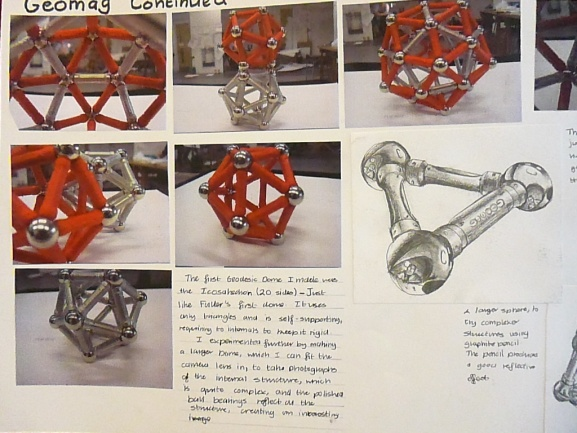 Geomag Continued
The first Geodesic Dome I made was
the Icosahedron (20 sides) - Just
like Fuller's first dome. It uses
only triangles and is self-supporting,
requiring no internals to keep it rigid.
I experimented further by making
a larger Dome, which I can fit the
camera lens in, to take photographs
of the internal structure, which
is quite complex, and the polished
ball bearings reflect all the
structure, creating an interesting
image
GEOMAG
A larger sphere, to
try complex
structures using
graphite pencil.
The pencil produces
a good reflective
effect.